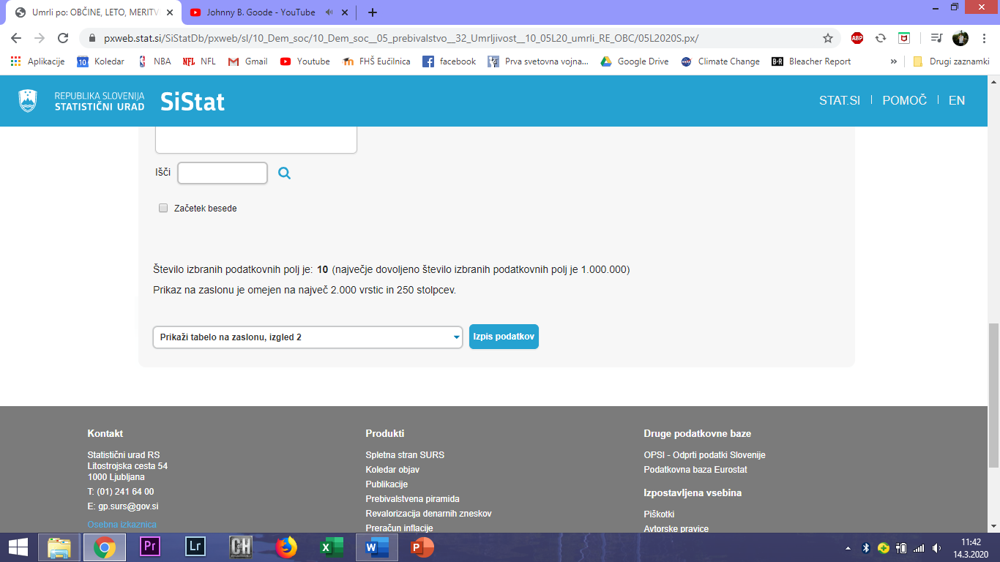 Umrli po: OBČINE, LETO, MERITV
Johnny B. Goode - YouTube
pxweb.stat.si/SiStatDb/pxweb/sl/10_Dem_soc/10_Dem_soc__05_prebivalstvo__32_Umrljivost__10_05L20_umrli_RE_OBC/05L2020S.px/
ABP
Aplikacije 10 Koledar NBA NFL NFL Gmail Youtube FHŠ Eučilnica facebook Prva svetovna vojna... Google Drive Climate Change B/R Bleacher Report » Drugi zaznamki
REPUBLIKA SLOVENIJA
STATISTIČNI URAD
SiStat
STAT.SI | POMOČ | EN
Išči
Začetek besede
Število izbranih podatkovnih polj je: 10 (največje dovoljeno število izbranih podatkovnih polj je 1.000.000)
Prikaz na zaslonu je omejen na največ 2.000 vrstic in 250 stolpcev.
Prikaži tabelo na zaslonu, izgled 2
Izpis podatkov
Kontakt
Statistični urad RS
Litostrojska cesta 54
1000 Ljubljana
T: (01) 241 64 00
E: gp.surs@gov.si
Osebna izkaznica
Produkti
Spletna stran SURS
Koledar objav
Publikacije
Prebivalstvena piramida
Revalorizacija denarnih zneskov
Preračun inflacije
Druge podatkovne baze
OPSI - Odprti podatki Slovenije
Podatkovna baza Eurostat
Izpostavljena vsebina
Piškotki
Avtorske pravice
Pr Lr C&H X W P
11:42
14.3.2020